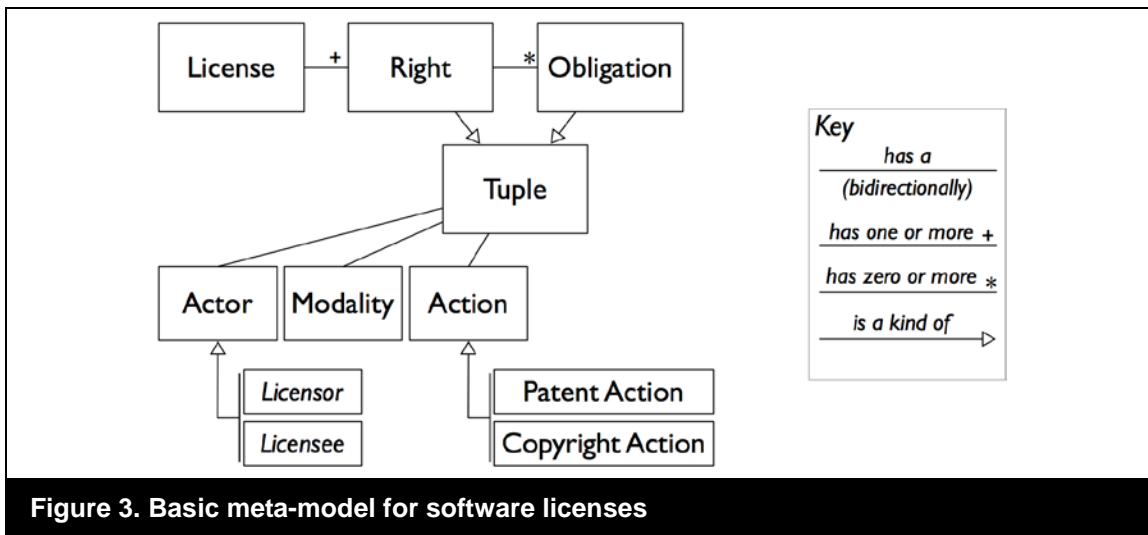 License + Right * Obligation
Tuple
Actor Modality Action
Licensor
Licensee
Patent Action
Copyright Action
Key
has a
(bidirectionally)
has one or more +
has zero or more *
is a kind of
Figure 3. Basic meta-model for software licenses